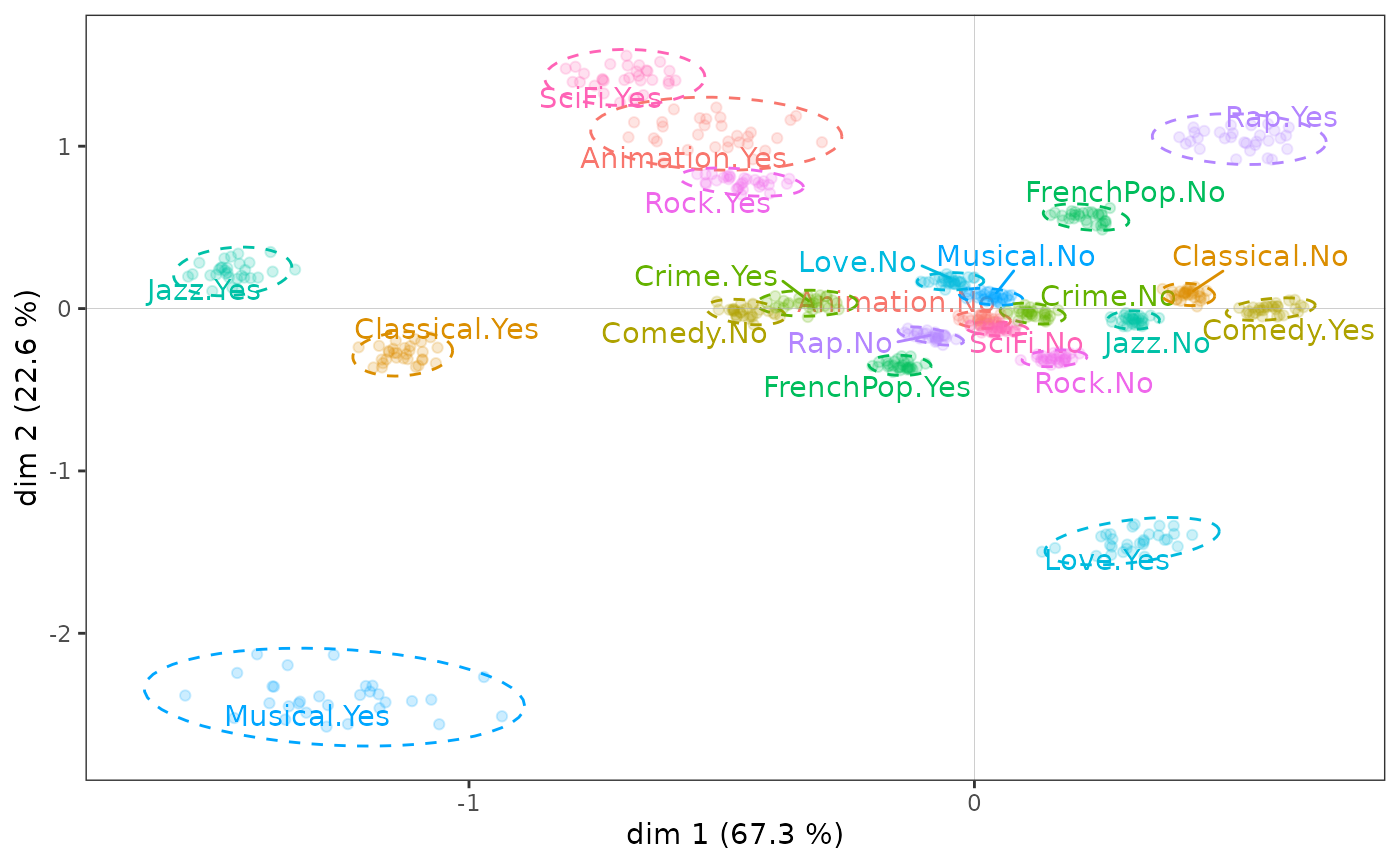 SciFi.Yes
Rap.Yes
1
Animation.Yes
Rock.Yes
FrenchPop.No
Love.No
Musical.No
Classical.No
Crime.Yes
Jazz.Yes
Animation.No
Crime.No
0
Classical.Yes
Comedy.No
Rap.No
SciFi.No
Jazz.No
Comedy.Yes
FrenchPop.Yes
Rock.No
-1
Love.Yes
-2
Musical.Yes
-1
0
dim 1 (67.3 %)
dim 2 (22.6 %)